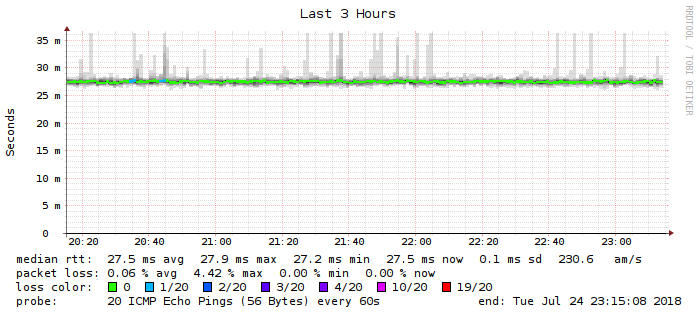 Last 3 Hours
RRDTOOL / TOBI OETIKER
Seconds
35 m
30 m
25 m
20 m
15 m
10 m
5 m
0
20:20 20:40 21:00 21:20 21:40 22:00 22:20 22:40 23:00
median rtt: 27.5 ms avg 27.9 ms max 27.2 ms min 27.5 ms now 0.1 ms sd 230.6 am/s
packet loss: 0.06 % avg 4.42 % max 0.00 % min 0.00 % now
loss color: 0 1/20 2/20 3/20 4/20 10/20 19/20
probe: 20 ICMP Echo Pings (56 Bytes) every 60s end: Tue Jul 24 23:15:08 2018